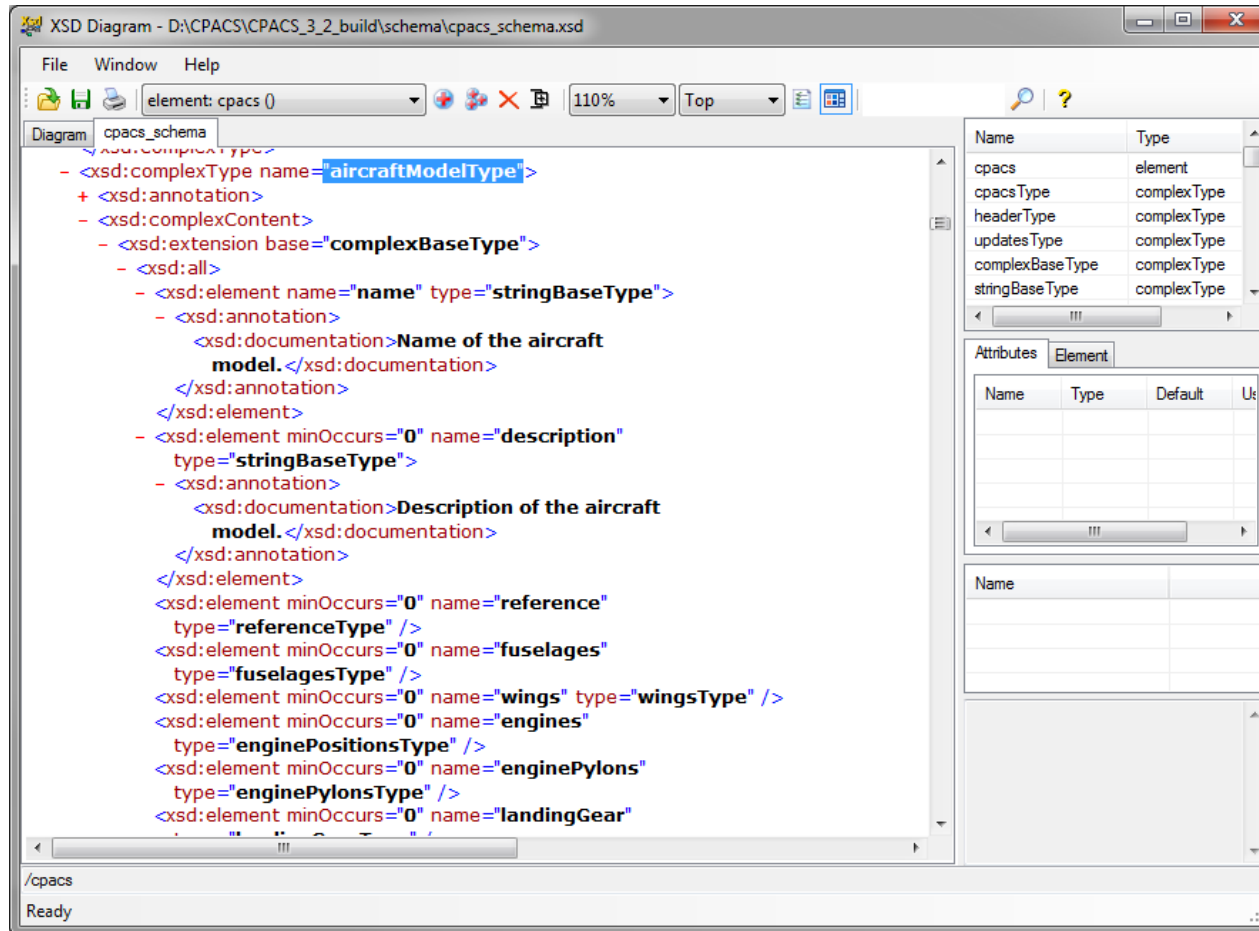 XSD Diagram - D:\CPACS\CPACS_3_2_build\schema\cpacs_schema.xsd
File Window Help
element: cpacs () 110% Top
Diagram cpacs_schema
</xsd:complexType>
- <xsd:complexType name="aircraftModelType">
+ <xsd:annotation>
- <xsd:complexContent>
- <xsd:extension base="complexBaseType">
- <xsd:all>
- <xsd:element name="name" type="stringBaseType">
- <xsd:annotation>
<xsd:documentation>Name of the aircraft
model.</xsd:documentation>
</xsd:annotation>
</xsd:element>
- <xsd:element minOccurs="0" name="description"
type="stringBaseType">
- <xsd:annotation>
<xsd:documentation>Description of the aircraft
model.</xsd:documentation>
</xsd:annotation>
</xsd:element>
<xsd:element minOccurs="0" name="reference"
type="referenceType" />
<xsd:element minOccurs="0" name="fuselages"
type="fuselagesType" />
<xsd:element minOccurs="0" name="wings" type="wingsType" />
<xsd:element minOccurs="0" name="engines"
type="enginePositionsType" />
<xsd:element minOccurs="0" name="enginePylons"
type="enginePylonsType" />
<xsd:element minOccurs="0" name="landingGear"
Name Type
cpacs element
cpacsType complexType
headerType complexType
updatesType complexType
complexBaseType complexType
stringBaseType complexType
Attributes Element
Name Type Default
Name
/cpacs
Ready